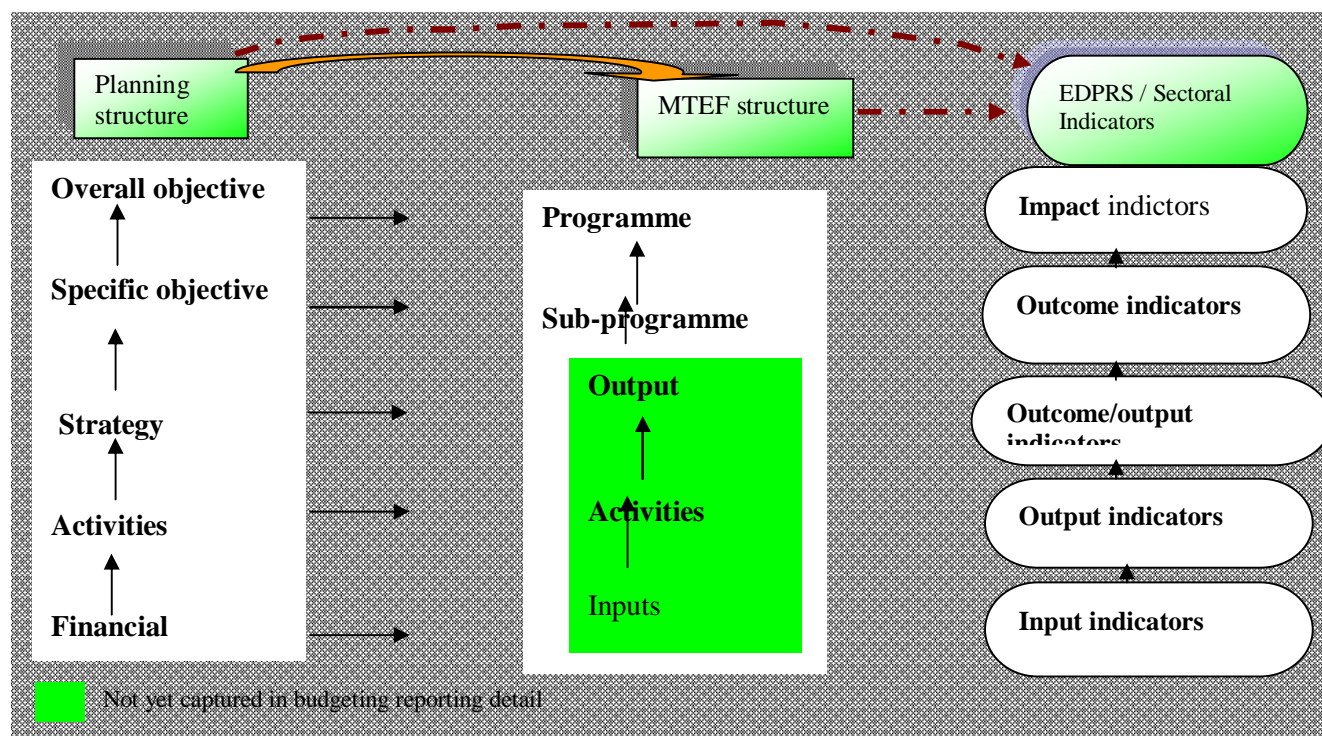 Planning
structure
MTEF structure
EDPRS / Sectoral
Indicators
Overall objective
Specific objective
Strategy
Activities
Financial
Programme
Sub-programme
Output
Activities
Inputs
Impact indictors
Outcome indicators
Outcome/output
indicators
Output indicators
Input indicators
Not yet captured in budgeting reporting detail